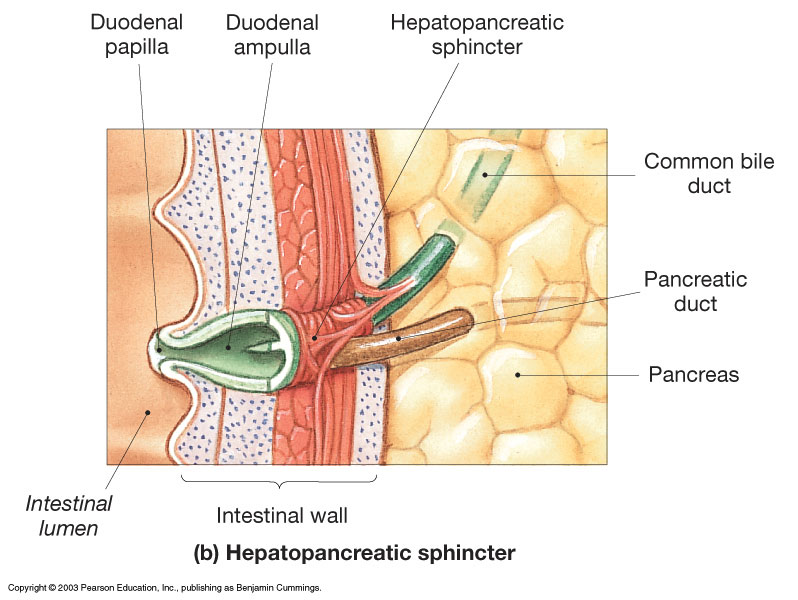 Duodenal
papilla
Duodenal
ampulla
Hepatopancreatic
sphincter
Common bile
duct
Pancreatic
duct
Pancreas
Intestinal
lumen
Intestinal wall
(b) Hepatopancreatic sphincter
Copyright © 2003 Pearson Education, Inc., publishing as Benjamin Cummings.